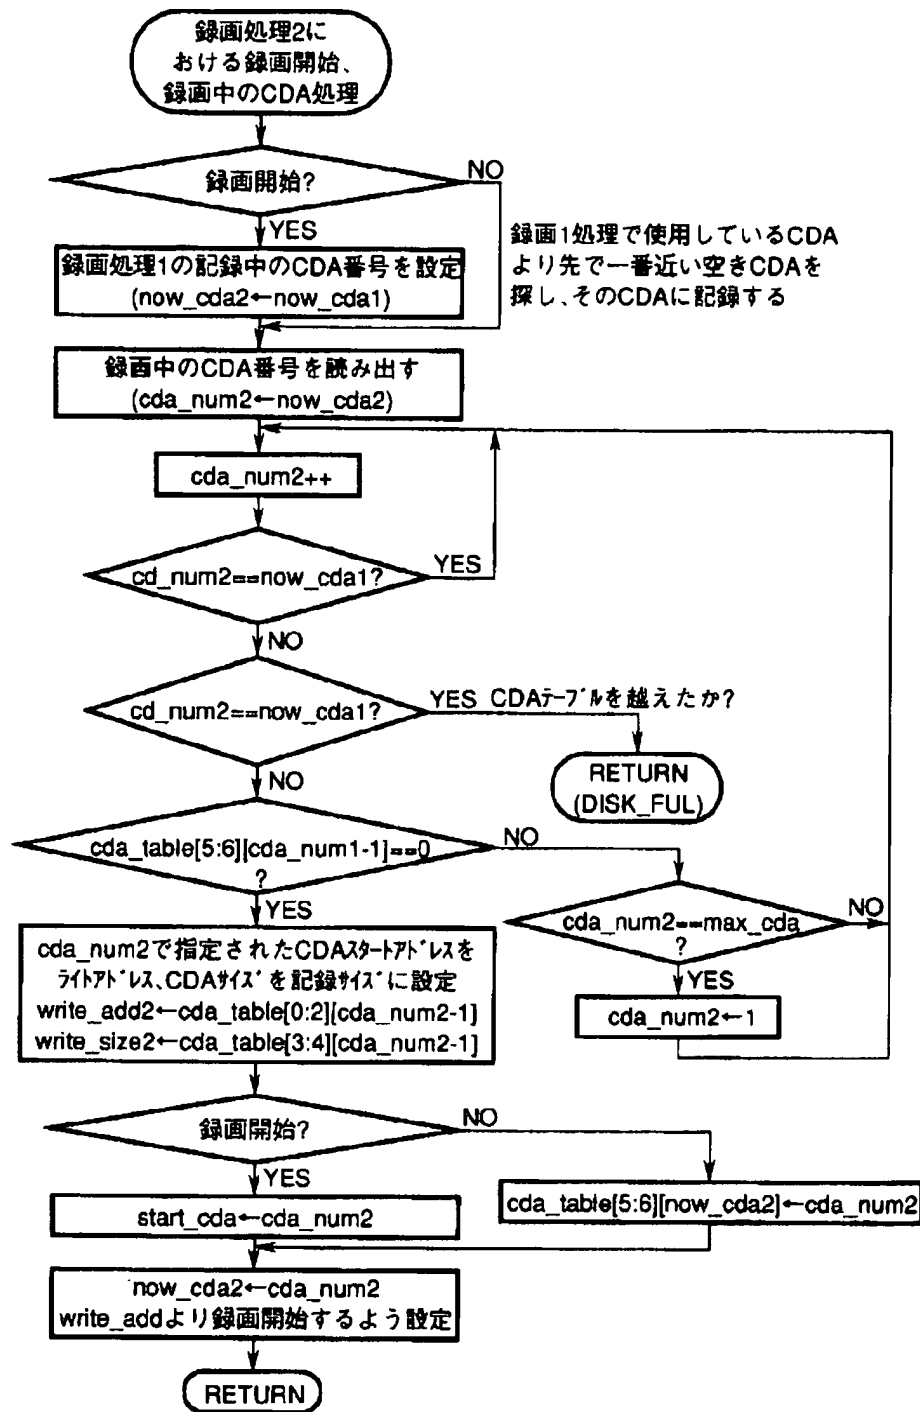 録画処理2に
おける録画開始、
録画中のCDA処理
録画開始?
NO
YES
録画1処理で使用しているCDA
より先で一番近い空きCDAを
探し、そのCDAに記録する
録画処理1の記録中のCDA番号を設定
(now_cda2←now_cda1)
録画中のCDA番号を読み出す
(cda_num2←now_cda2)
cda_num2++
cd_num2==now_cda1?
YES
NO
cd_num2==now_cda1?
YES CDAテーブルを越えたか?
NO
RETURN
(DISK_FUL)
cda_table[5:6][cda_num1-1]==0
?
NO
YES
cda_num2==max_cda
?
NO
YES
cda_num2←1
cda_num2で指定されたCDAスタートアドレスを
ライトアドレス、CDAサイズを記録サイズに設定
write_add2←cda_table[0:2][cda_num2-1]
write_size2←cda_table[3:4][cda_num2-1]
録画開始?
NO
YES
start_cda←cda_num2
cda_table[5:6][now_cda2]←cda_num2
now_cda2←cda_num2
write_addより録画開始するよう設定
RETURN